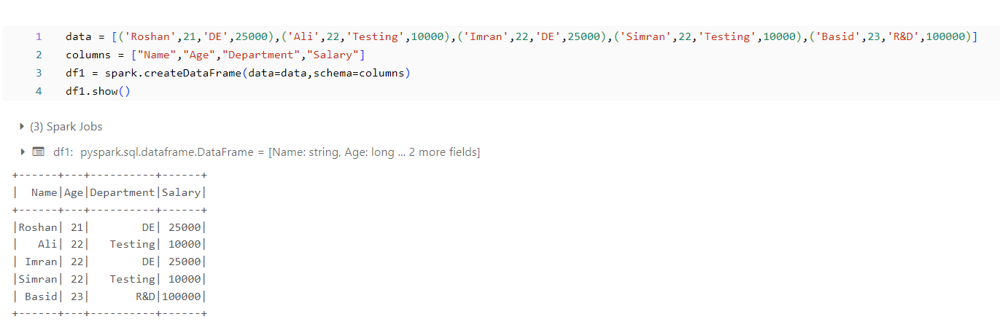 1 data = [('Roshan',21,'DE',25000),('Ali',22,'Testing',10000),('Imran',22,'DE',25000),('Simran',22,'Testing',10000),('Basid',23,'R&D',100000)]
2 columns = ["Name","Age","Department","Salary"]
3 df1 = spark.createDataFrame(data=data,schema=columns)
4 df1.show()
(3) Spark Jobs
df1: pyspark.sql.dataframe.DataFrame = [Name: string, Age: long ... 2 more fields]
+------+---+----------+------+
|  Name|Age|Department|Salary|
+------+---+----------+------+
|Roshan| 21|        DE| 25000|
|   Ali| 22|   Testing| 10000|
| Imran| 22|        DE| 25000|
|Simran| 22|   Testing| 10000|
| Basid| 23|       R&D|100000|
+------+---+----------+------+